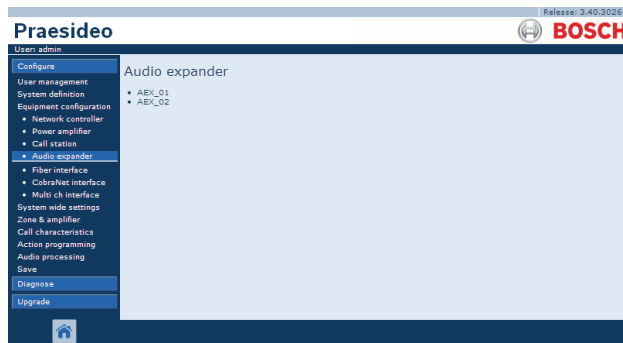 Release: 3.40.3026
Praesideo
BOSCH
User: admin
Configure
User management
System definition
Equipment configuration
• Network controller
• Power amplifier
• Call station
• Audio expander
• Fiber interface
• CobraNet interface
• Multi ch interface
System wide settings
Zone & amplifier
Call characteristics
Action programming
Audio processing
Save
Diagnose
Upgrade
Audio expander
• AEX_01
• AEX_02